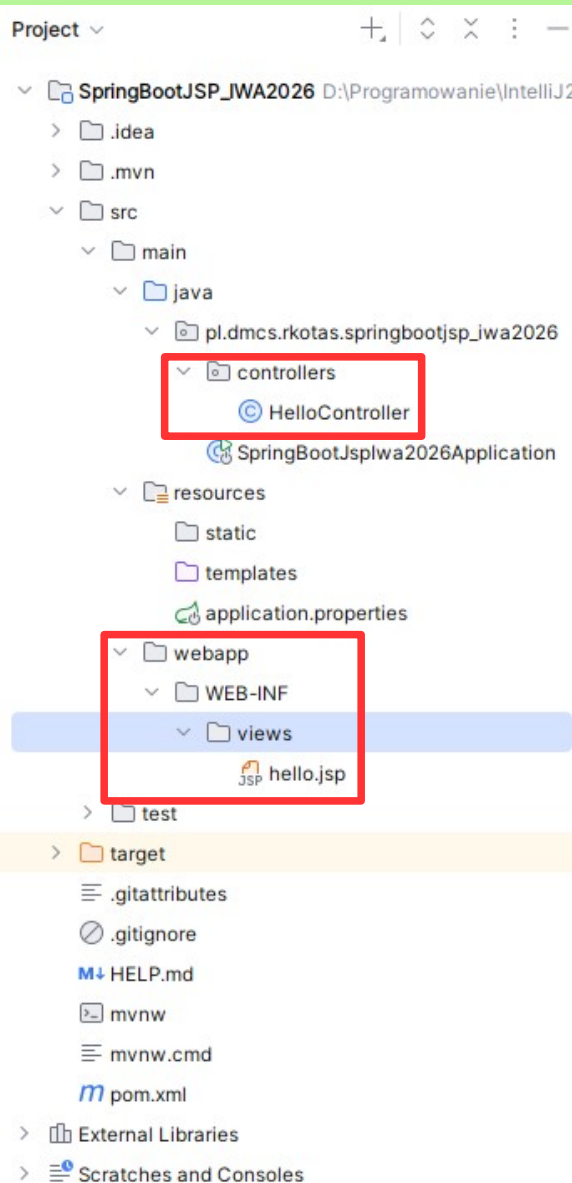 Project
SpringBootJSP_IWA2026 D:\Programowanie\IntelliJ2
.idea
.mvn
src
main
java
pl.dmcs.rkotas.springbootjsp_iwa2026
controllers
HelloController
SpringBootJspIwa2026Application
resources
static
templates
application.properties
webapp
WEB-INF
views
JSP hello.jsp
test
target
.gitattributes
.gitignore
M↓ HELP.md
mvnw
mvnw.cmd
m pom.xml
External Libraries
Scratches and Consoles